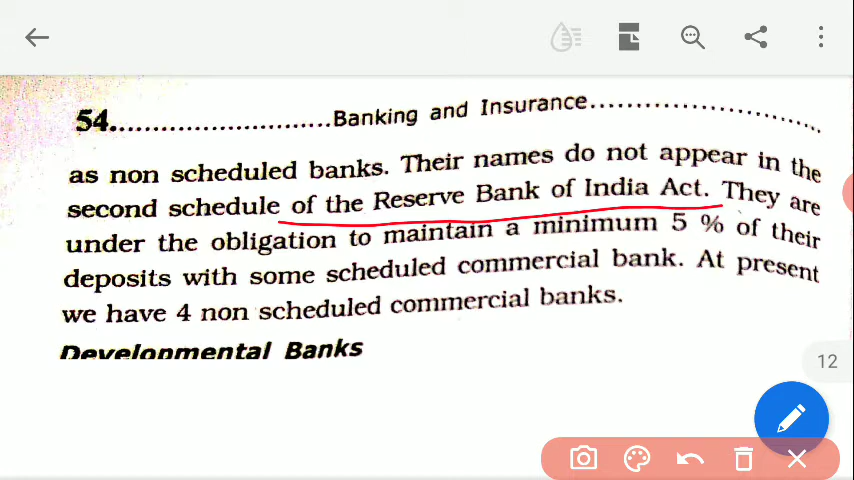 54...........................Banking and Insurance................................
as non scheduled banks. Their names do not appear in the
second schedule of the Reserve Bank of India Act. They are
under the obligation to maintain a minimum 5 % of their
deposits with some scheduled commercial bank. At present
we have 4 non scheduled commercial banks.
Developmental Banks
12